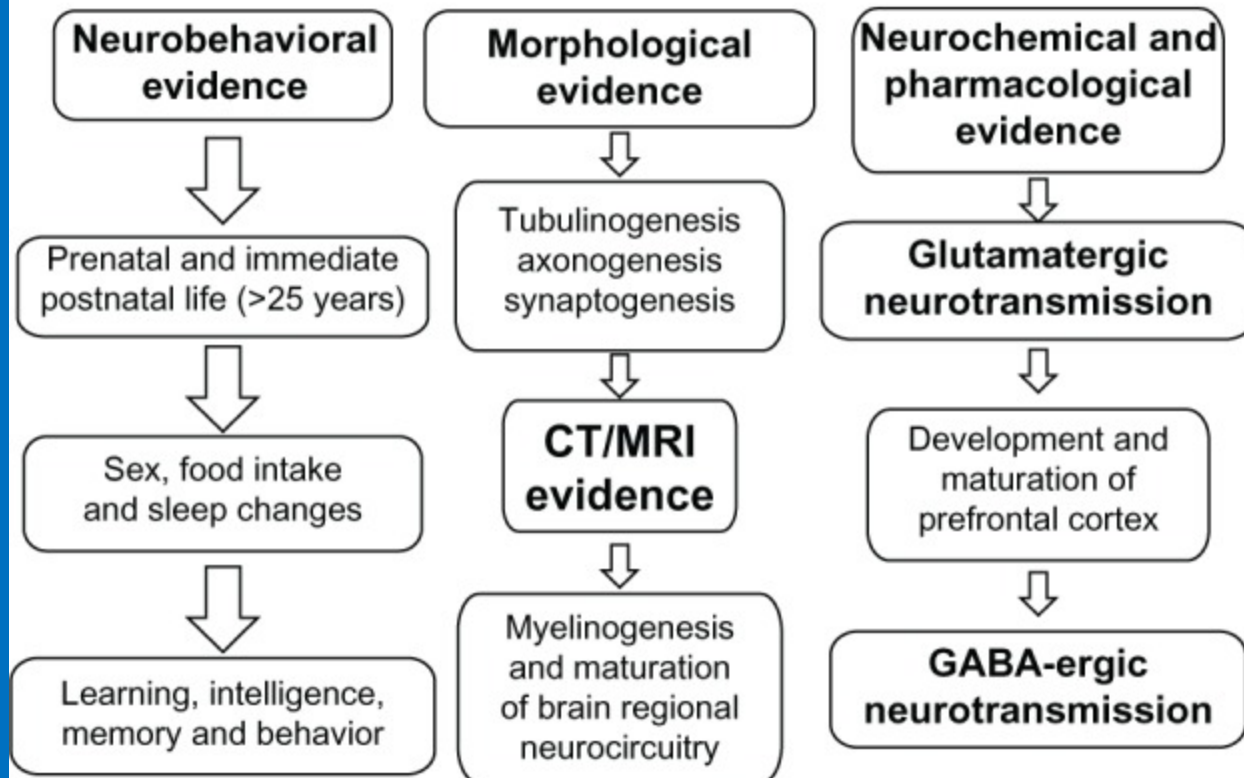 Neurobehavioral
evidence
Prenatal and immediate
postnatal life (>25 years)
Sex, food intake
and sleep changes
Learning, intelligence,
memory and behavior
Morphological
evidence
Tubulinogenesis
axonogenesis
synaptogenesis
CT/MRI
evidence
Myelinogenesis
and maturation
of brain regional
neurocircuitry
Neurochemical and
pharmacological
evidence
Glutamatergic
neurotransmission
Development and
maturation of
prefrontal cortex
GABA-ergic
neurotransmission